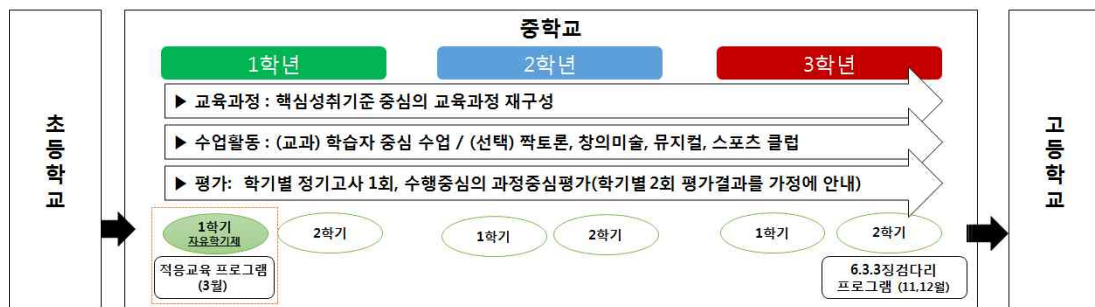 초등학교
중학교
1학년
2학년
3학년
▶ 교육과정 : 핵심성취기준 중심의 교육과정 재구성
▶ 수업활동 : (교과) 학습자 중심 수업 / (선택) 짝토론, 창의미술, 뮤지컬, 스포츠 클럽
▶ 평가: 학기별 정기고사 1회, 수행중심의 과정중심평가(학기별 2회 평가결과를 가정에 안내)
1학기
자유학기제
2학기
1학기
2학기
1학기
2학기
적응교육 프로그램
(3월)
6.3.3징검다리
프로그램 (11,12월)
고등학교